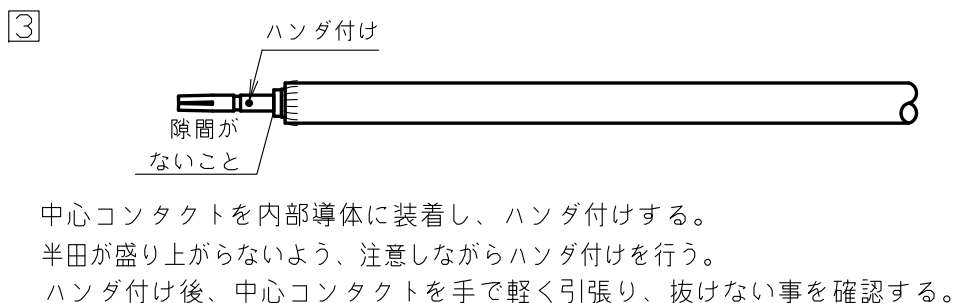 3
ハンダ付け
隙間が
ないこと
中心コンタクトを内部導体に装着し、ハンダ付けする。
半田が盛り上がらないよう、注意しながらハンダ付けを行う。
ハンダ付け後、中心コンタクトを手で軽く引張り、抜けない事を確認する。